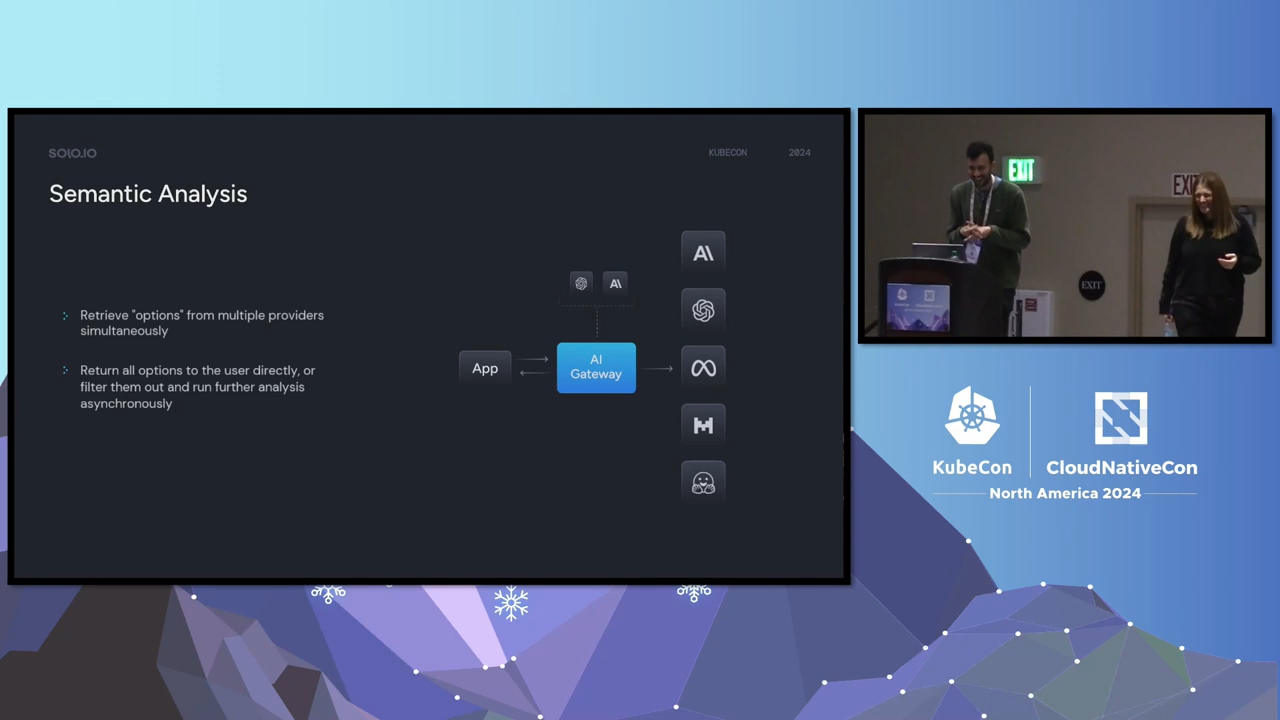 SOLO.IO
KUBECON 2024
Semantic Analysis
Retrieve "options" from multiple providers
simultaneously
Return all options to the user directly, or
filter them out and run further analysis
asynchronously
App
AI
Gateway
EXIT
EXIT
EXIT
KubeCon
CloudNativeCon
North America 2024